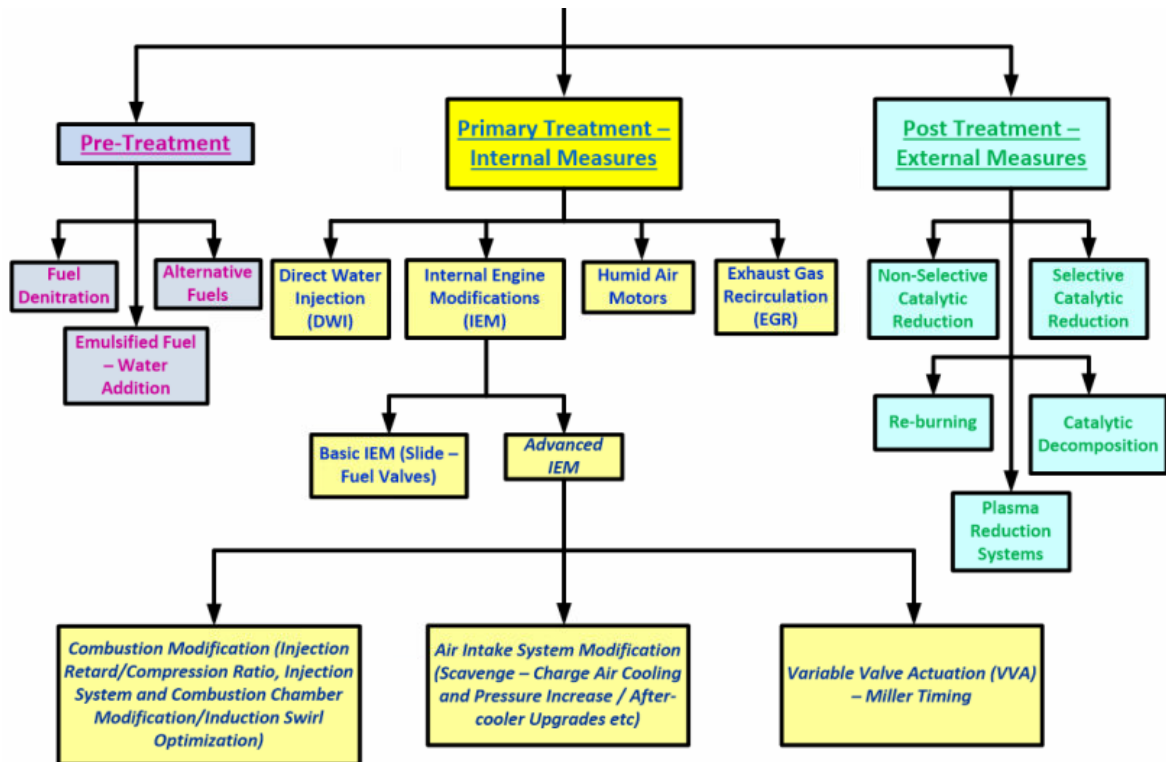 Pre-Treatment
Primary Treatment –
Internal Measures
Post Treatment –
External Measures
Fuel
Denitration
Alternative
Fuels
Emulsified Fuel
– Water
Addition
Direct Water
Injection
(DWI)
Internal Engine
Modifications
(IEM)
Humid Air
Motors
Exhaust Gas
Recirculation
(EGR)
Non-Selective
Catalytic
Reduction
Selective
Catalytic
Reduction
Re-burning
Catalytic
Decomposition
Plasma
Reduction
Systems
Basic IEM (Slide –
Fuel Valves)
Advanced
IEM
Combustion Modification (Injection
Retard/Compression Ratio, Injection
System and Combustion Chamber
Modification/Induction Swirl
Optimization)
Air Intake System Modification
(Scavenge – Charge Air Cooling
and Pressure Increase / After-
cooler Upgrades etc)
Variable Valve Actuation (VVA)
– Miller Timing